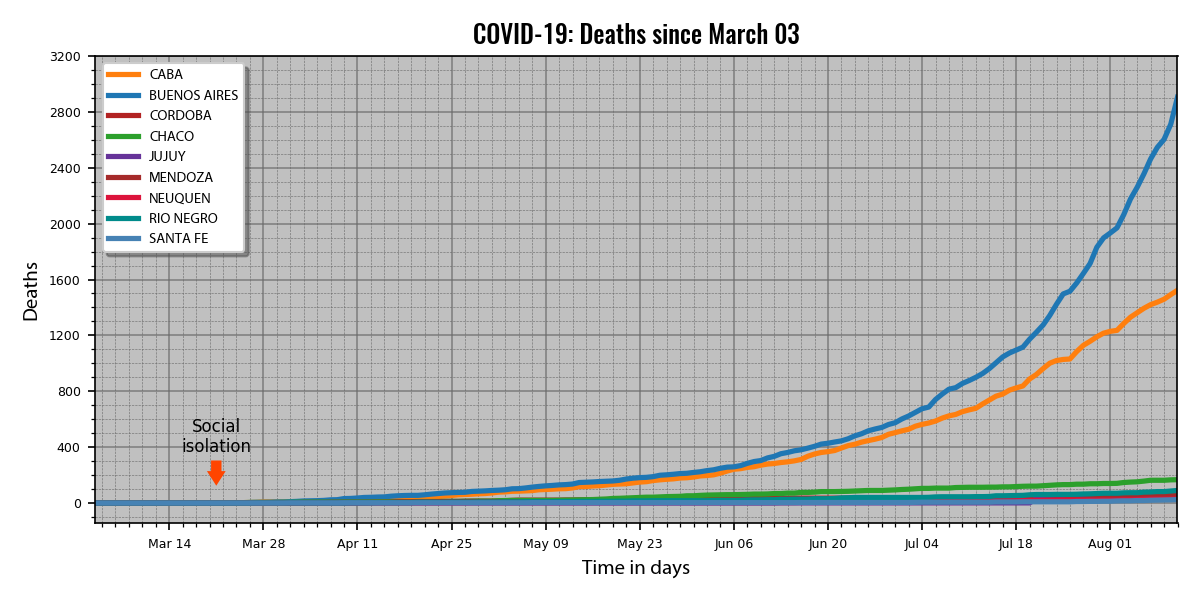 COVID-19: Deaths since March 03
3200
2800
2400
2000
1600
1200
800
400
0
Deaths
CABA
BUENOS AIRES
CORDOBA
CHACO
JUJUY
MENDOZA
NEUQUEN
RIO NEGRO
SANTA FE
Social
isolation
Mar 14 Mar 28 Apr 11 Apr 25 May 09 May 23 Jun 06 Jun 20 Jul 04 Jul 18 Aug 01
Time in days